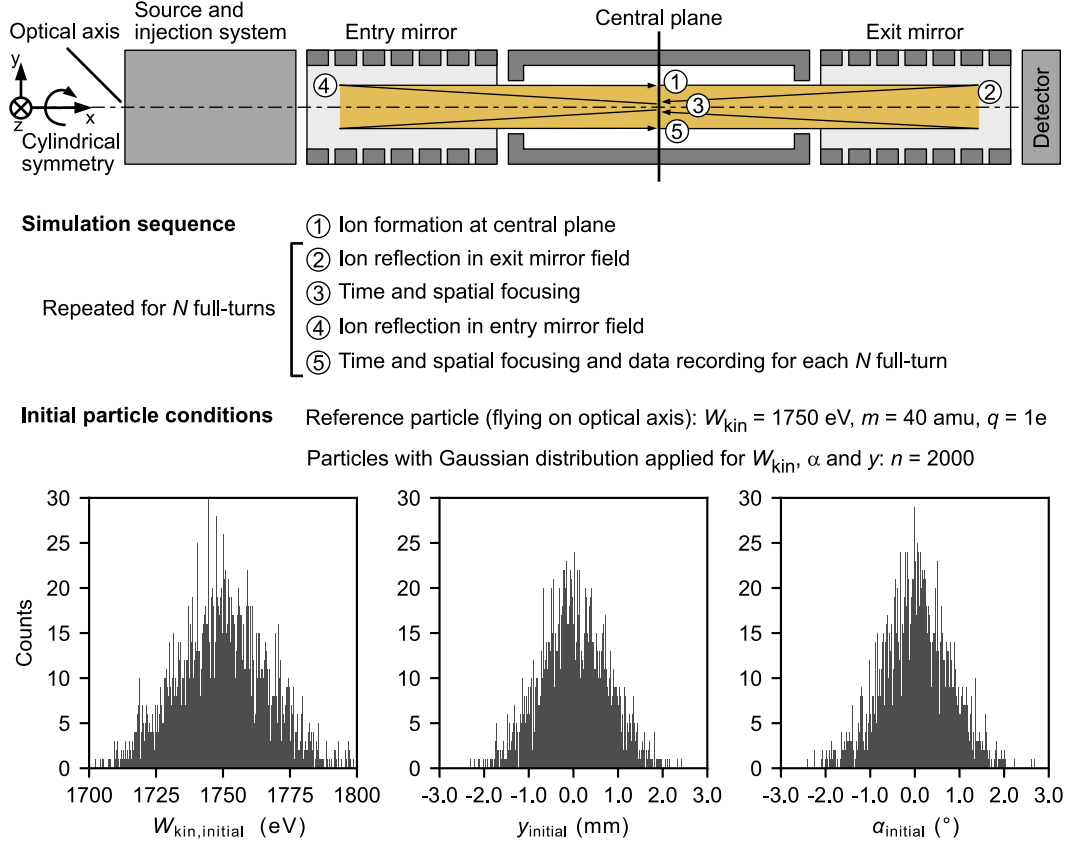 Source and
injection system
Optical axis
Entry mirror
Central plane
Exit mirror
y
z
x
Cylindrical
symmetry
4
1
3
5
2
Detector
Simulation sequence
1 Ion formation at central plane
2 Ion reflection in exit mirror field
Repeated for N full-turns
3 Time and spatial focusing
4 Ion reflection in entry mirror field
5 Time and spatial focusing and data recording for each N full-turn
Initial particle conditions
Reference particle (flying on optical axis): Wkin = 1750 eV, m = 40 amu, q = 1e
Particles with Gaussian distribution applied for Wkin, α and y: n = 2000
Counts
30
25
20
15
10
5
0
1700 1725 1750 1775 1800
Wkin,initial (eV)
30
25
20
15
10
5
0
-3.0 -2.0 -1.0 0.0 1.0 2.0 3.0
yinitial (mm)
30
25
20
15
10
5
0
-3.0 -2.0 -1.0 0.0 1.0 2.0 3.0
αinitial (°)